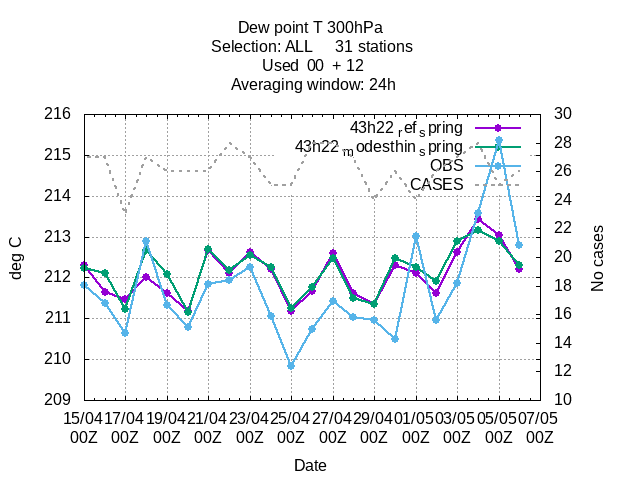 Dew point T 300hPa
Selection: ALL     31 stations
Used  00  + 12
Averaging window: 24h
216 30
43h22 ref spring
28
43h22 modesthin spring
215
OBS
26
CASES
214 24
22
213
20
212
18
211 16
14
210
12
209 10
deg C
No cases
15/04 17/04 19/04 21/04 23/04 25/04 27/04 29/04 01/05 03/05 05/05 07/05
00Z 00Z 00Z 00Z 00Z 00Z 00Z 00Z 00Z 00Z 00Z 00Z
Date